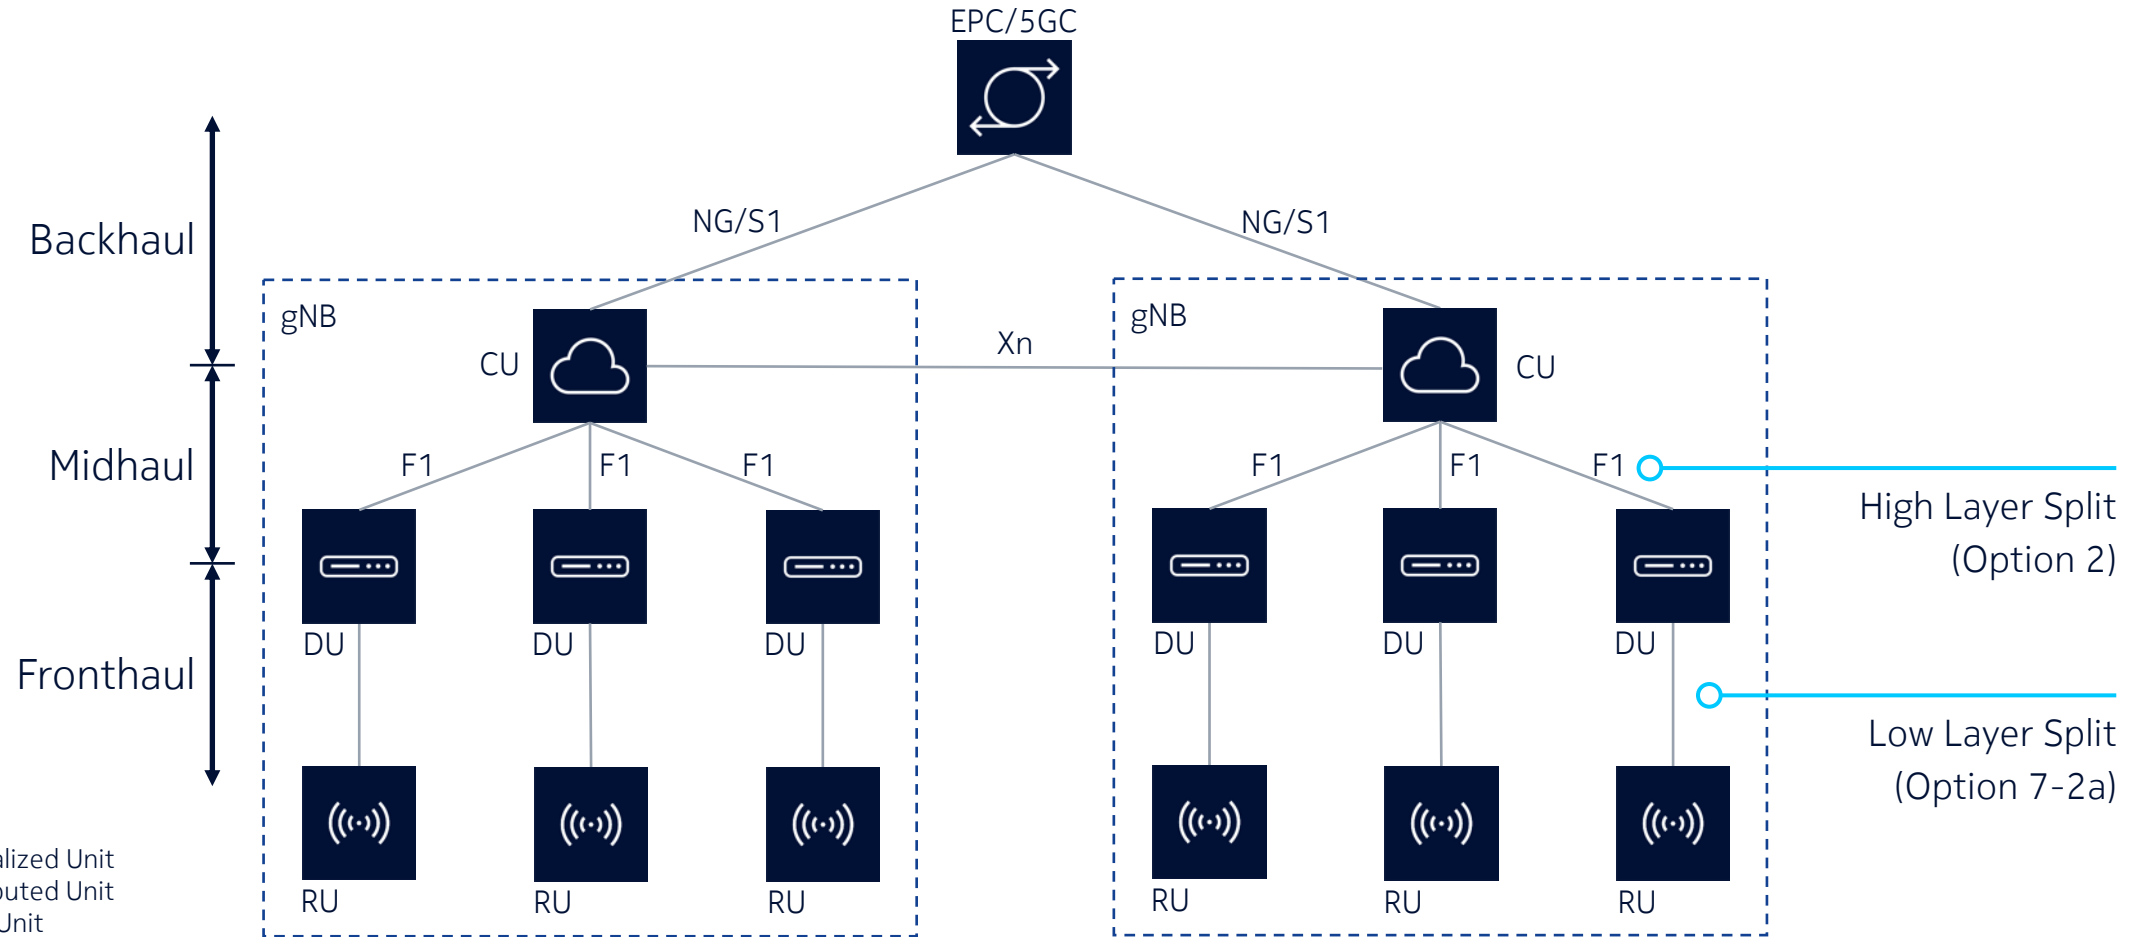 EPC/5GC
NG/S1
NG/S1
Backhaul
gNB
gNB
Xn
CU
CU
F1
F1
F1
F1
F1
F1
Midhaul
High Layer Split
(Option 2)
DU
DU
DU
DU
DU
DU
Fronthaul
Low Layer Split
(Option 7-2a)
alized Unit
outed Unit
Unit
RU
RU
RU
RU
RU
RU